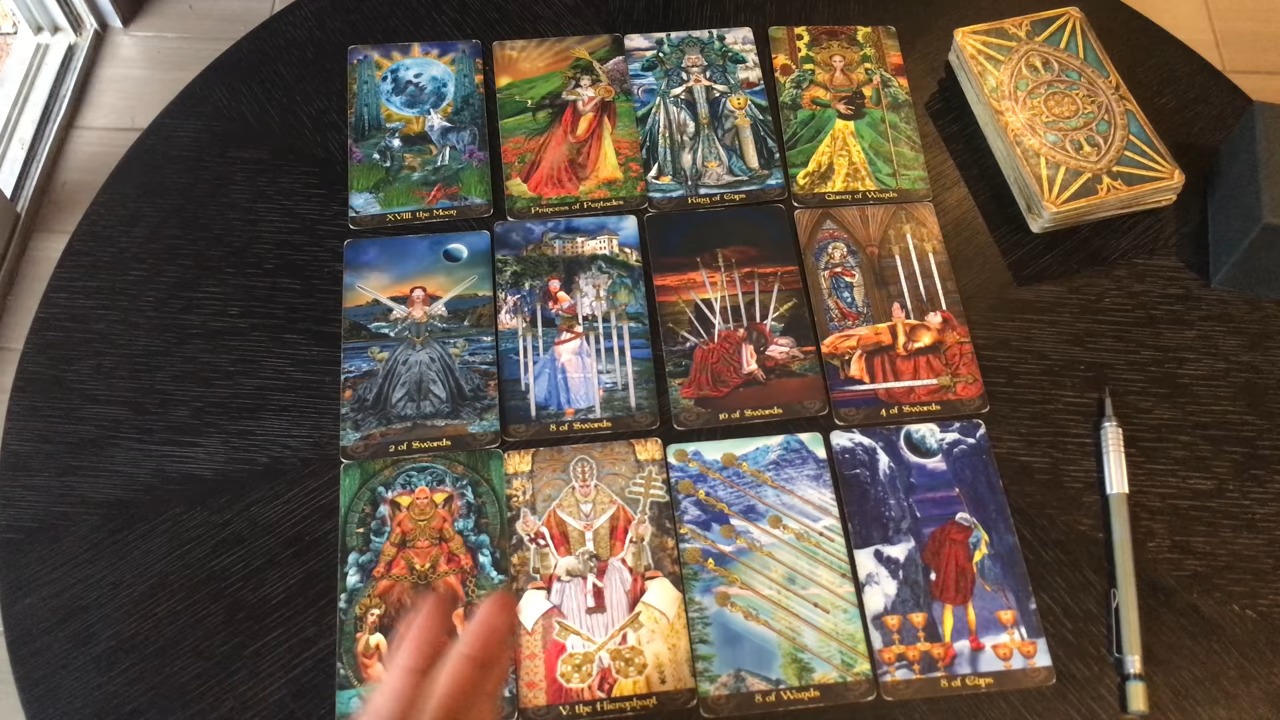 XVIII. the Moon
Princess of Pentacles
King of Cups
Queen of Wands
2 of Swords
8 of Swords
10 of Swords
4 of Swords
V. the Hierophant
8 of Wands
8 of Cups